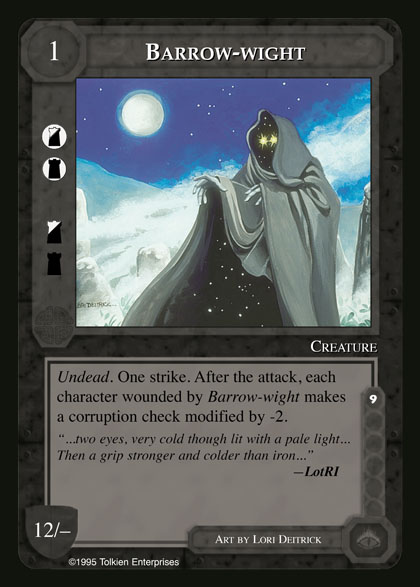 1
BARROW-WIGHT
CREATURE
Undead. One strike. After the attack, each
character wounded by Barrow-wight makes
a corruption check modified by -2.
“...two eyes, very cold though lit with a pale light...
Then a grip stronger and colder than iron...”
—LotRI
9
12/–
ART BY LORI DEITRICK
©1995 Tolkien Enterprises